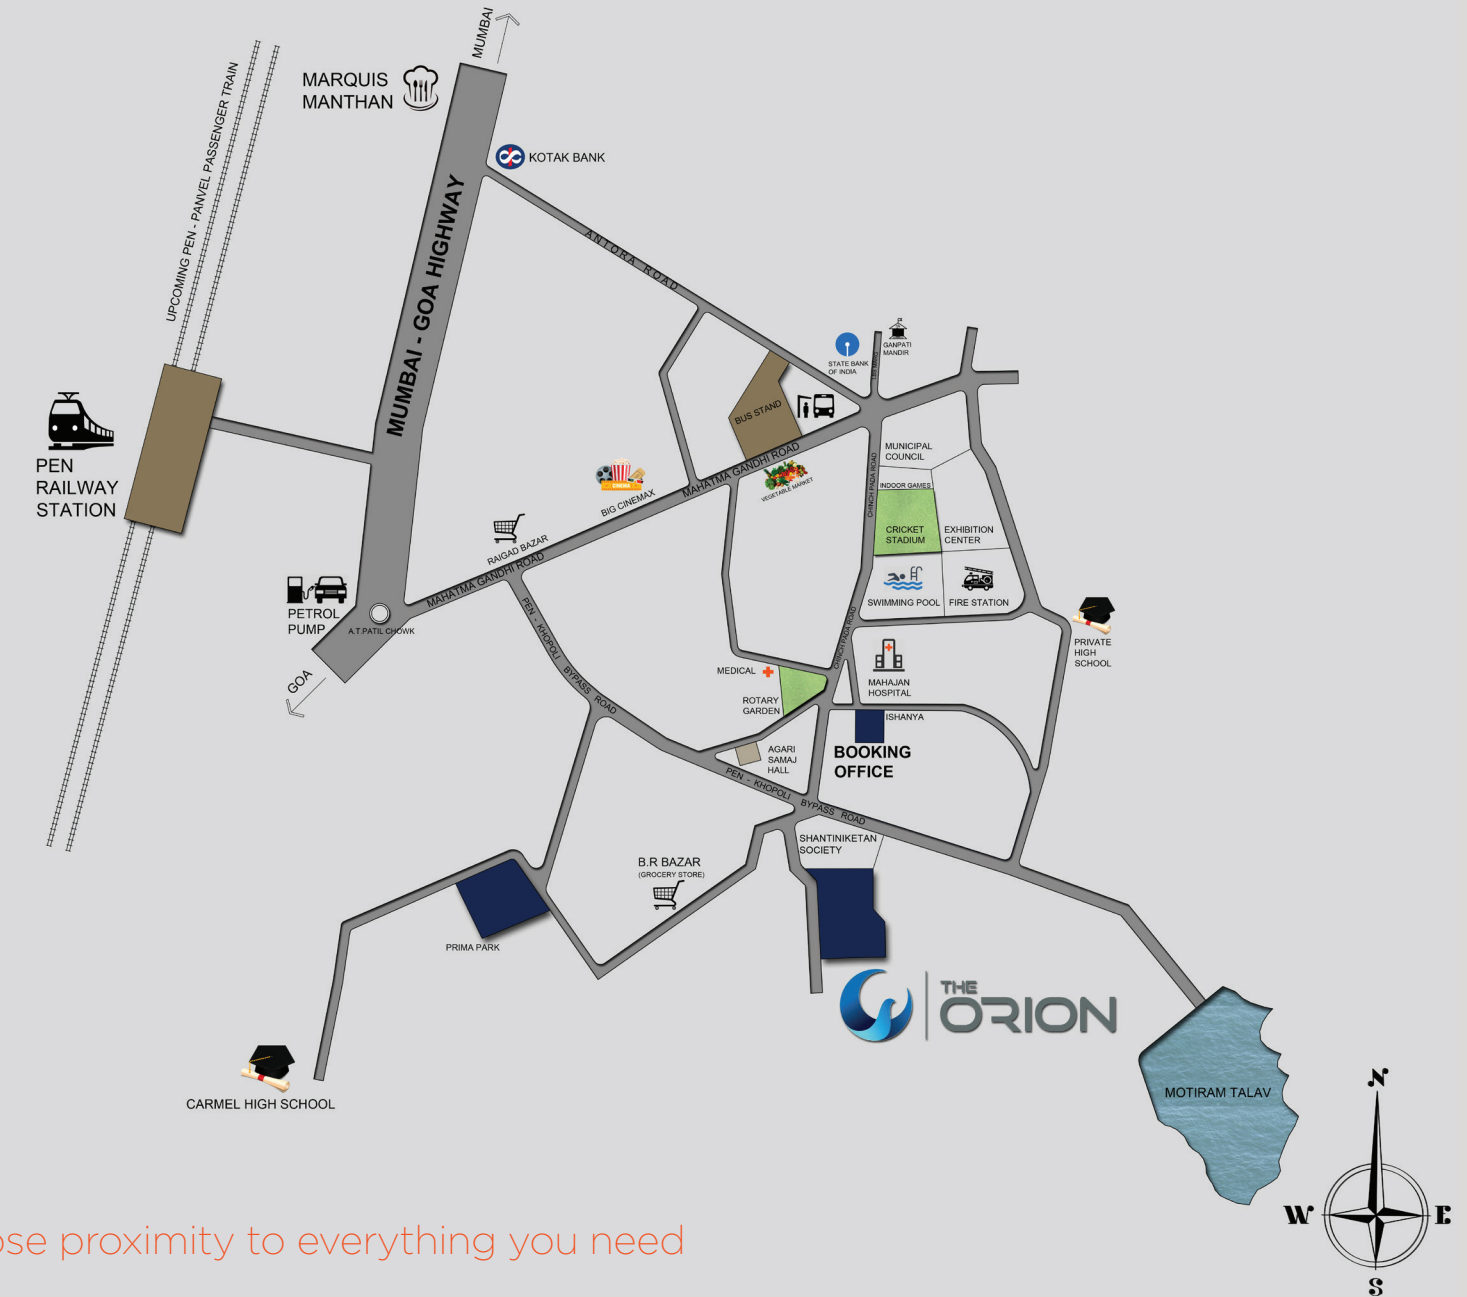 MUMBAI
MARQUIS
MANTHAN
KOTAK BANK
UPCOMING PEN - PANVEL PASSENGER TRAIN
MUMBAI - GOA HIGHWAY
ANTORA ROAD
STATE BANK
OF INDIA
GANPATI
MANDIR
BUS STAND
MUNICIPAL
COUNCIL
MAHATMA GANDHI ROAD
CHINCH PADA ROAD
INDOOR GAMES
PEN
RAILWAY
STATION
CINEMA
BIG CINEMAX
VEGETABLE MARKET
CRICKET
STADIUM
EXHIBITION
CENTER
RAIGAD BAZAR
MAHATMA GANDHI ROAD
SWIMMING POOL
FIRE STATION
PETROL
PUMP
A.T.PATIL CHOWK
PEN - KHOPOLI BYPASS ROAD
CHINCH PADA ROAD
PRIVATE
HIGH
SCHOOL
GOA
MEDICAL
MAHAJAN
HOSPITAL
ROTARY
GARDEN
ISHANYA
AGARI
SAMAJ
HALL
BOOKING
OFFICE
PEN - KHOPOLI BYPASS ROAD
SHANTINIKETAN
SOCIETY
B.R BAZAR
(GROCERY STORE)
PRIMA PARK
THE
ORION
CARMEL HIGH SCHOOL
MOTIRAM TALAV
N
W
E
S
ose proximity to everything you need